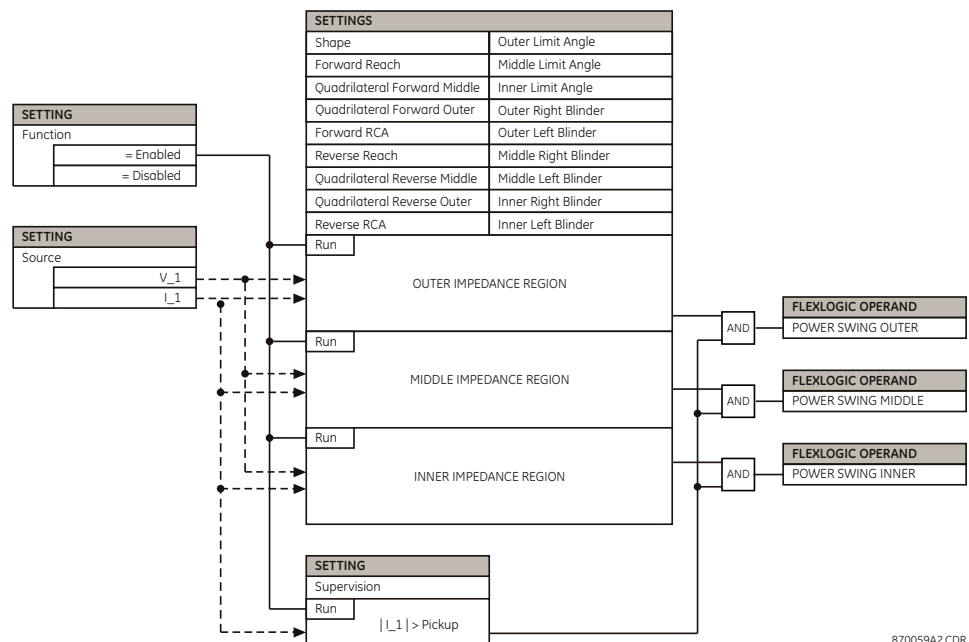 SETTINGS
Shape Outer Limit Angle
Forward Reach Middle Limit Angle
Quadrilateral Forward Middle Inner Limit Angle
Quadrilateral Forward Outer Outer Right Blinder
Forward RCA Outer Left Blinder
Reverse Reach Middle Right Blinder
Quadrilateral Reverse Middle Middle Left Blinder
Quadrilateral Reverse Outer Inner Right Blinder
Reverse RCA Inner Left Blinder
SETTING
Function
= Enabled
= Disabled
SETTING
Source
V_1
I_1
Run
OUTER IMPEDANCE REGION
Run
MIDDLE IMPEDANCE REGION
Run
INNER IMPEDANCE REGION
AND
FLEXLOGIC OPERAND
POWER SWING OUTER
AND
FLEXLOGIC OPERAND
POWER SWING MIDDLE
AND
FLEXLOGIC OPERAND
POWER SWING INNER
SETTING
Supervision
Run
| I_1 | > Pickup
870059A2.CDR